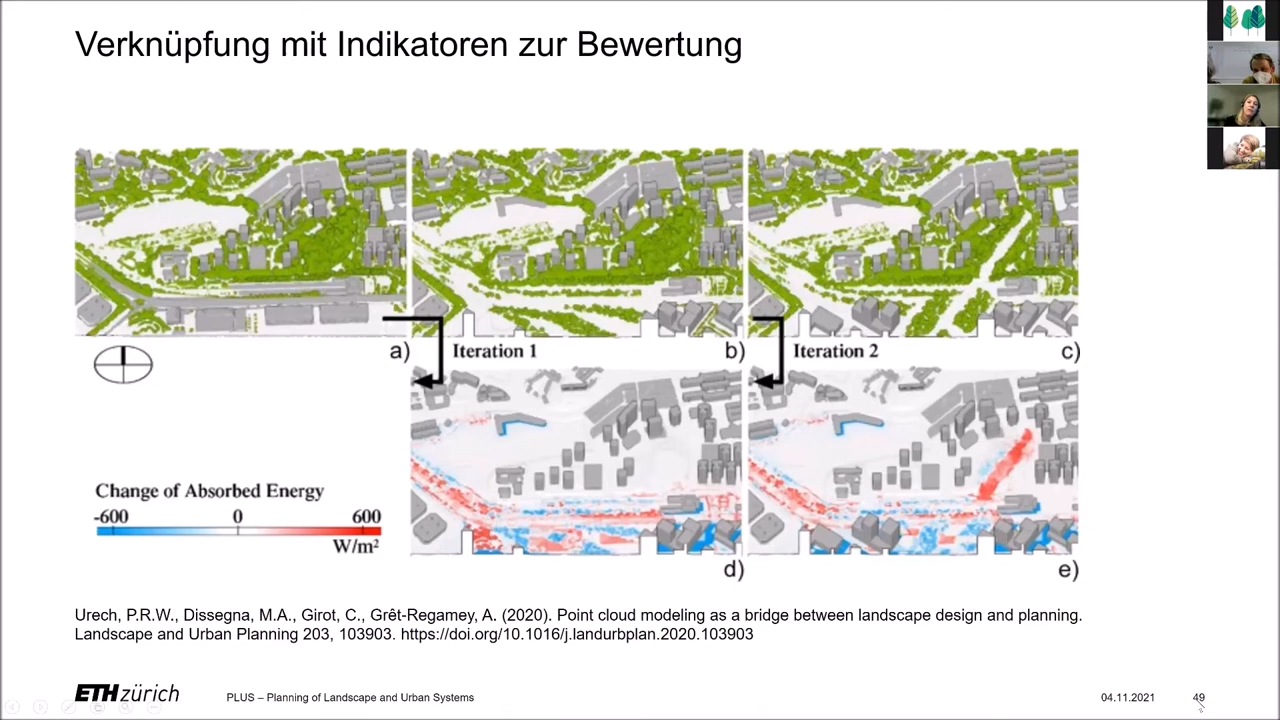 Verknüpfung mit Indikatoren zur Bewertung
a)
Iteration 1
b)
Iteration 2
c)
Change of Absorbed Energy
-600 0 600
W/m²
d)
e)
Urech, P.R.W., Dissegna, M.A., Girot, C., Grêt-Regamey, A. (2020). Point cloud modeling as a bridge between landscape design and planning.
Landscape and Urban Planning 203, 103903. https://doi.org/10.1016/j.landurbplan.2020.103903
ETH zürich
PLUS – Planning of Landscape and Urban Systems
04.11.2021
49